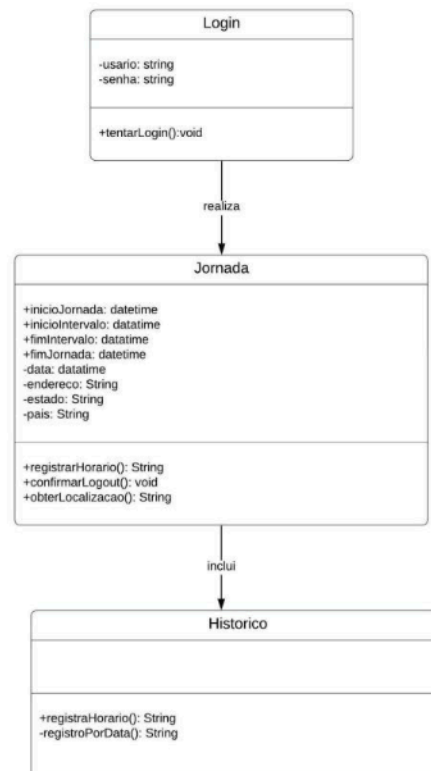 Login
-usario: string
-senha: string
+tentarLogin():void
realiza
Jornada
+inicioJornada: datetime
+inicioIntervalo: datatime
+fimIntervalo: datatime
+fimJornada: datetime
-data: datatime
-endereco: String
-estado: String
-pais: String
+registrarHorario(): String
+confirmarLogout(): void
+obterLocalizacao(): String
inclui
Historico
+registraHorario(): String
-registroPorData(): String